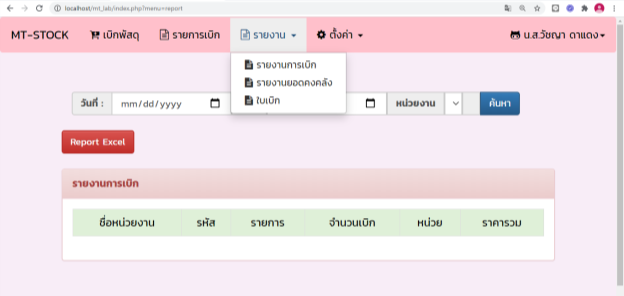 localhost/mt_lab/index.php?menu=report
MT-STOCK เบิกพัสดุ รายการเบิก รายงาน ตั้งค่า น.ส.วัชญา ดาแดง
รายงานการเบิก
รายงานยอดคงคลัง
ใบเบิก
วันที่ : mm/dd/yyyy หน่วยงาน ค้นหา
Report Excel
รายงานการเบิก
ชื่อหน่วยงาน รหัส รายการ จำนวนเบิก หน่วย ราคารวม